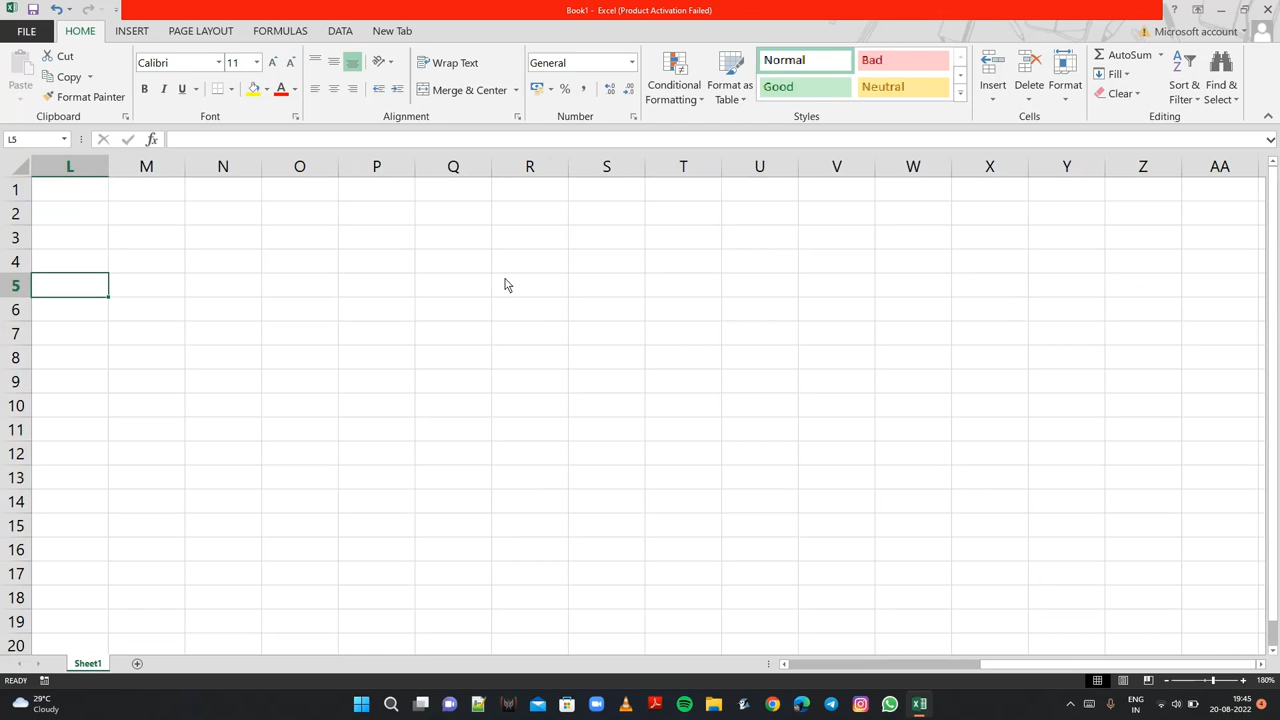 Book1 - Excel (Product Activation Failed)
FILE HOME INSERT PAGE LAYOUT FORMULAS DATA New Tab Microsoft account
Paste
Cut
Copy
Format Painter
Clipboard
Calibri 11
B I U A
Font
Wrap Text
Merge & Center
Alignment
General
%
Number
Conditional Formatting
Format as Table
Normal Bad
Good Neutral
Styles
Insert Delete Format
Cells
AutoSum
Fill
Clear
Sort & Filter
Find & Select
Editing
L5 fx
L M N O P Q R S T U V W X Y Z AA
1
2
3
4
5
6
7
8
9
10
11
12
13
14
15
16
17
18
19
20
Sheet1
READY 180%
29°C
Cloudy
ENG
IN
19:45
20-08-2022